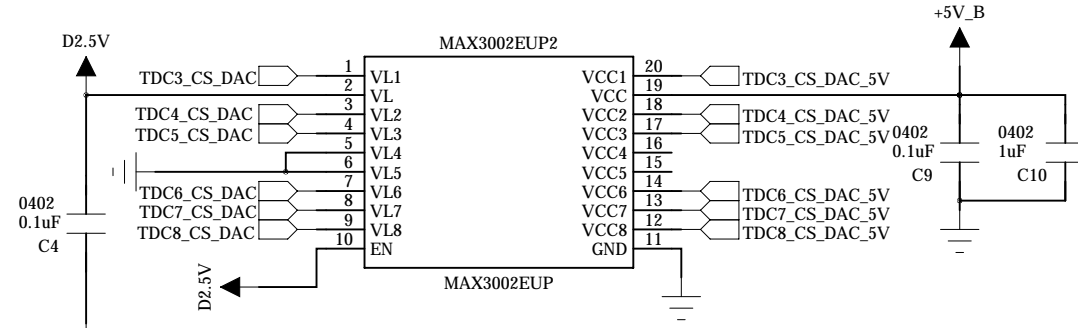 +5V_B
D2.5V
MAX3002EUP2
TDC3_CS_DAC 1 VL1 VCC1 20 TDC3_CS_DAC_5V
2 VL VCC 19
TDC4_CS_DAC 3 VL2 VCC2 18 TDC4_CS_DAC_5V
TDC5_CS_DAC 4 VL3 VCC3 17 TDC5_CS_DAC_5V 0402 0402
5 VL4 VCC4 16 0.1uF 1uF
6 VL5 VCC5 15 C9 C10
TDC6_CS_DAC 7 VL6 VCC6 14 TDC6_CS_DAC_5V
0402 TDC7_CS_DAC 8 VL7 VCC7 13 TDC7_CS_DAC_5V
0.1uF TDC8_CS_DAC 9 VL8 VCC8 12 TDC8_CS_DAC_5V
C4 10 EN GND 11
D2.5V
MAX3002EUP